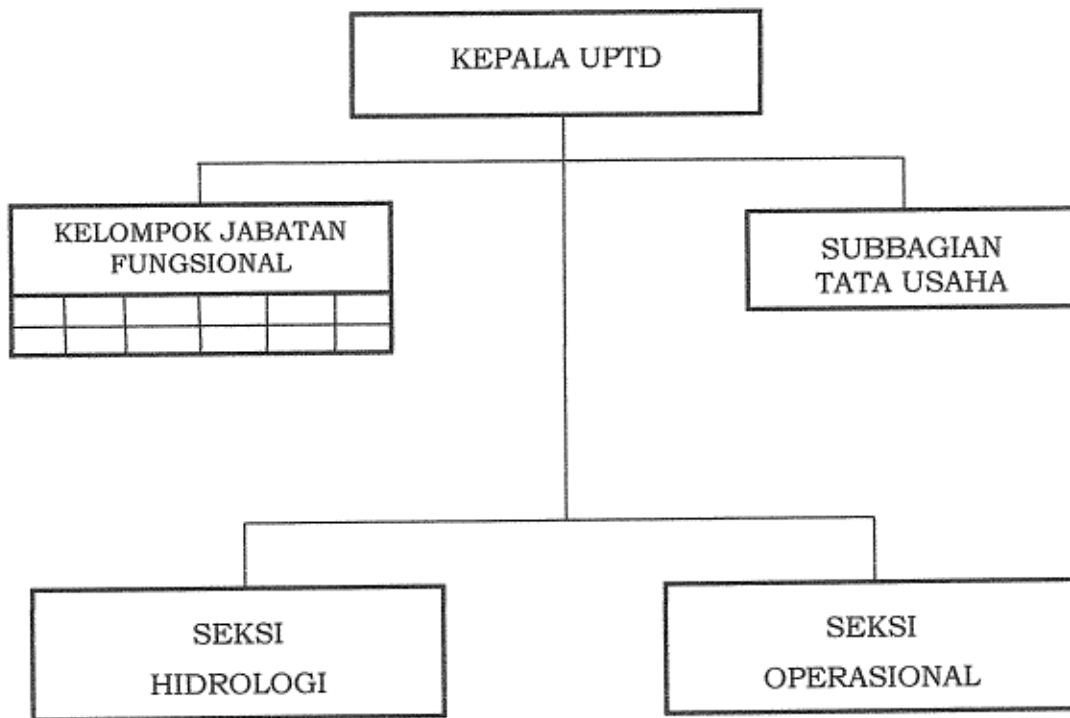 KEPALA UPTD
KELOMPOK JABATAN
FUNGSIONAL
SUBBAGIAN
TATA USAHA
SEKSI
HIDROLOGI
SEKSI
OPERASIONAL